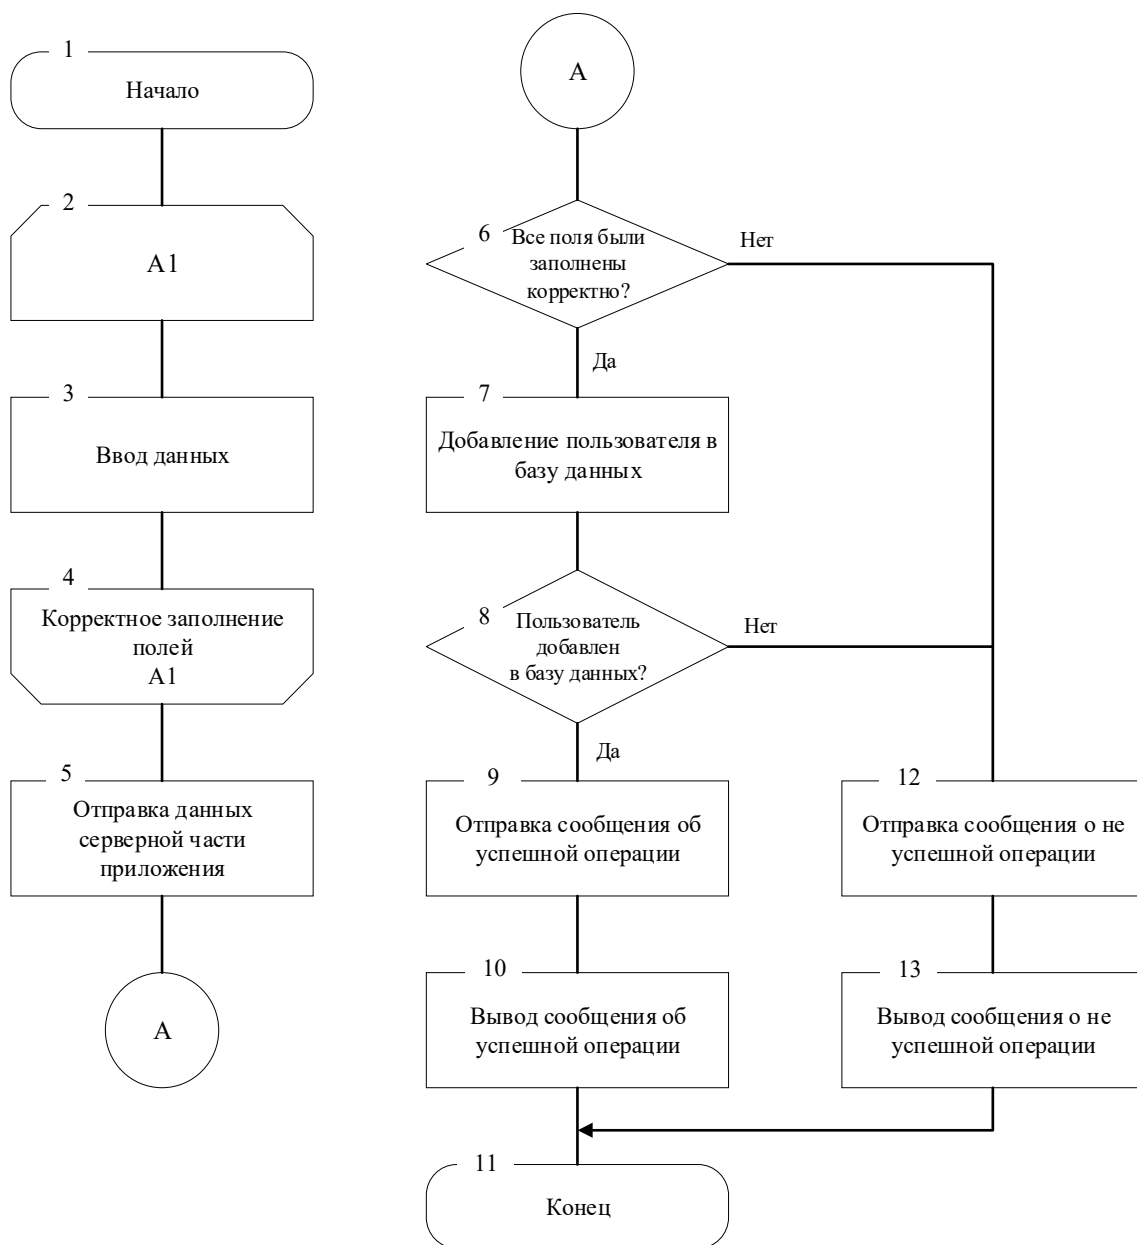 1
Начало
2
А1
3
Ввод данных
4
Корректное заполнение
полей
А1
5
Отправка данных
серверной части
приложения
А
А
6
Все поля были
заполнены
корректно?
Нет
Да
7
Добавление пользователя в
базу данных
8
Пользователь
добавлен
в базу данных?
Нет
Да
9
Отправка сообщения об
успешной операции
10
Вывод сообщения об
успешной операции
11
Конец
12
Отправка сообщения о не
успешной операции
13
Вывод сообщения о не
успешной операции